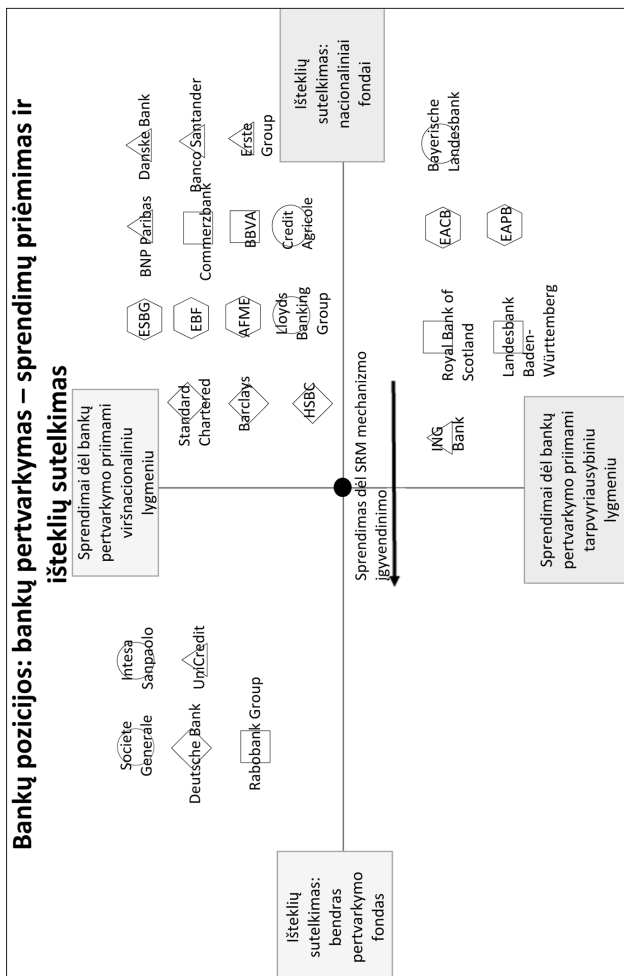 Bankų pozicijos: bankų pertvarkymas – sprendimų priėmimas ir
išteklių sutelkimas
Sprendimai dėl bankų
pertvarkymo priimami
viršnacionaliniu
lygmeniu
Societe
Generale
Intesa
Sanpaolo
Deutsche Bank
UniCredit
Rabobank Group
Standard
Chartered
Barclays
HSBC
ESBG
EBF
AFME
Lloyds
Banking
Group
BNP Paribas
Commerzbank
BBVA
Credit
Agricole
Danske Bank
Banco Santander
Erste
Group
Išteklių
sutelkimas:
bendras
pertvarkymo
fondas
Išteklių
sutelkimas:
nacionaliniai
fondai
Sprendimas dėl SRM mechanizmo
įgyvendinimo
ING
Bank
Royal Bank of
Scotland
Landesbank
Baden-
Württemberg
EACB
EAPB
Bayerische
Landesbank
Sprendimai dėl bankų
pertvarkymo priimami
tarpvyriausybiniu
lygmeniu